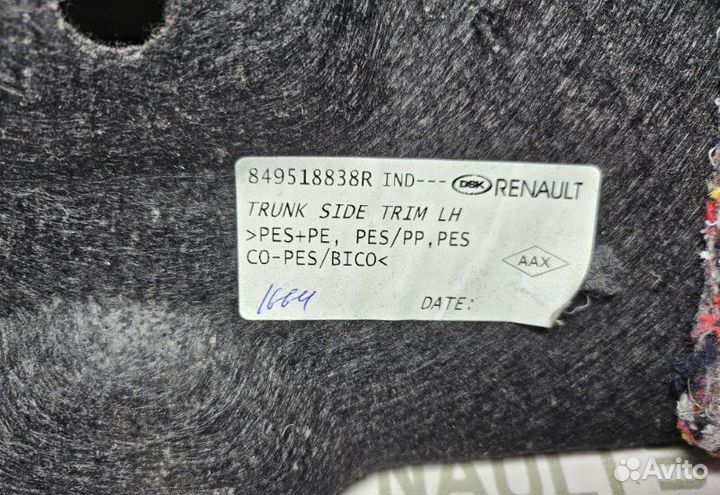 849518838R IND--- DSK RENAULT
TRUNK SIDE TRIM LH
>PES+PE, PES/PP,PES
CO-PES/BICO<
AAX
1664
DATE:
NAULT
Avito